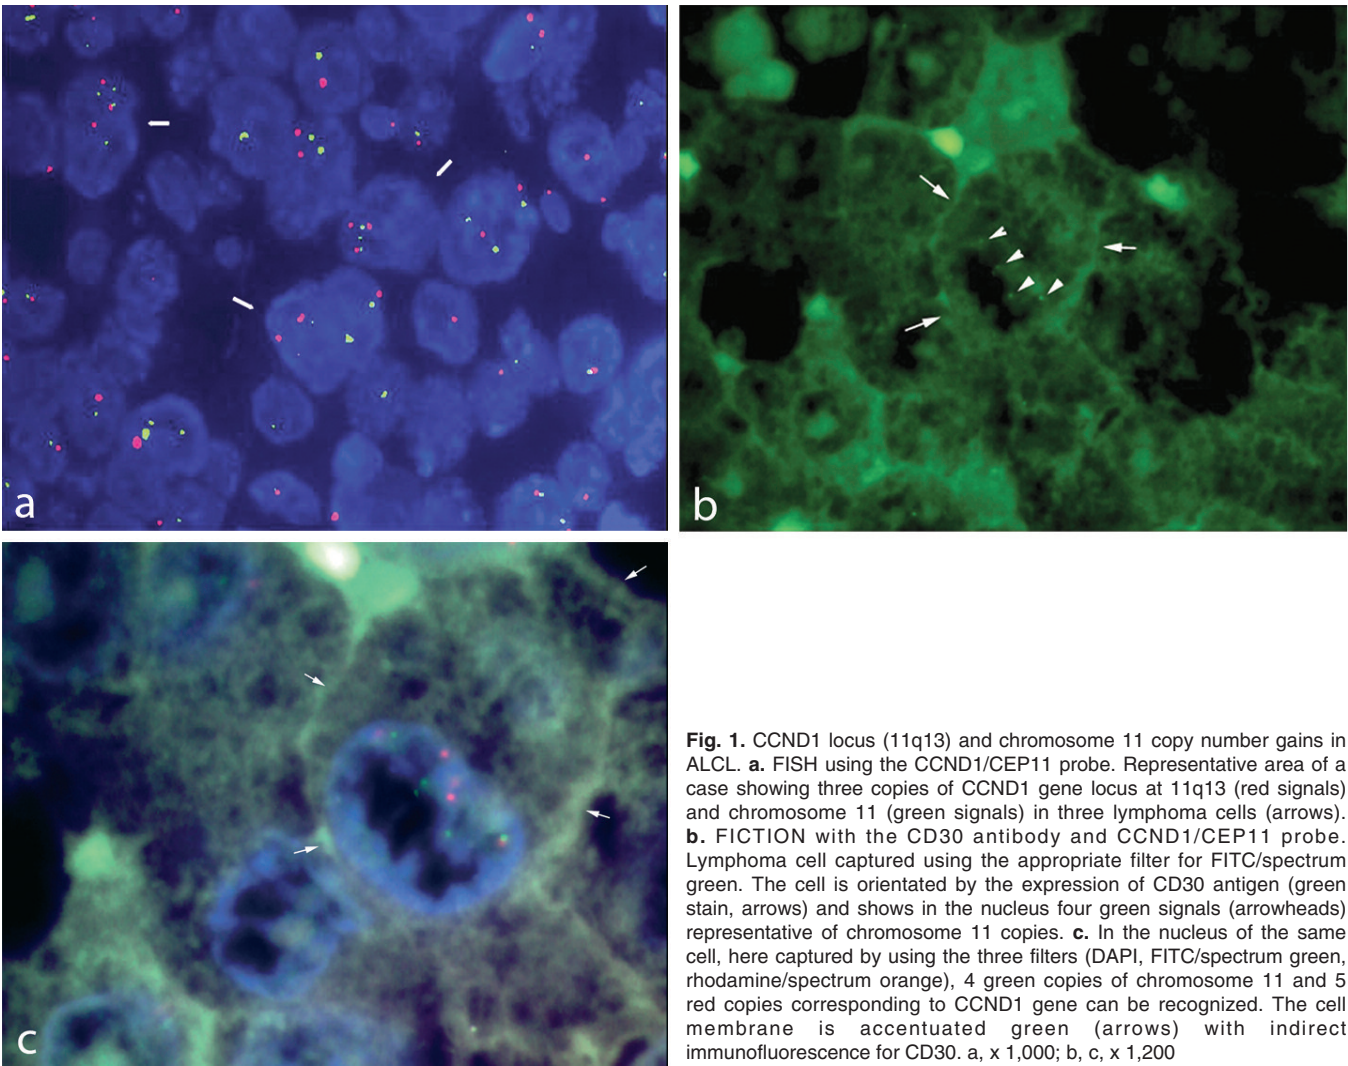 a
b
c
Fig. 1. CCND1 locus (11q13) and chromosome 11 copy number gains in
ALCL. a. FISH using the CCND1/CEP11 probe. Representative area of a
case showing three copies of CCND1 gene locus at 11q13 (red signals)
and chromosome 11 (green signals) in three lymphoma cells (arrows).
b. FICTION with the CD30 antibody and CCND1/CEP11 probe.
Lymphoma cell captured using the appropriate filter for FITC/spectrum
green. The cell is orientated by the expression of CD30 antigen (green
stain, arrows) and shows in the nucleus four green signals (arrowheads)
representative of chromosome 11 copies. c. In the nucleus of the same
cell, here captured by using the three filters (DAPI, FITC/spectrum green,
rhodamine/spectrum orange), 4 green copies of chromosome 11 and 5
red copies corresponding to CCND1 gene can be recognized. The cell
membrane is accentuated green (arrows) with indirect
immunofluorescence for CD30. a, x 1,000; b, c, x 1,200